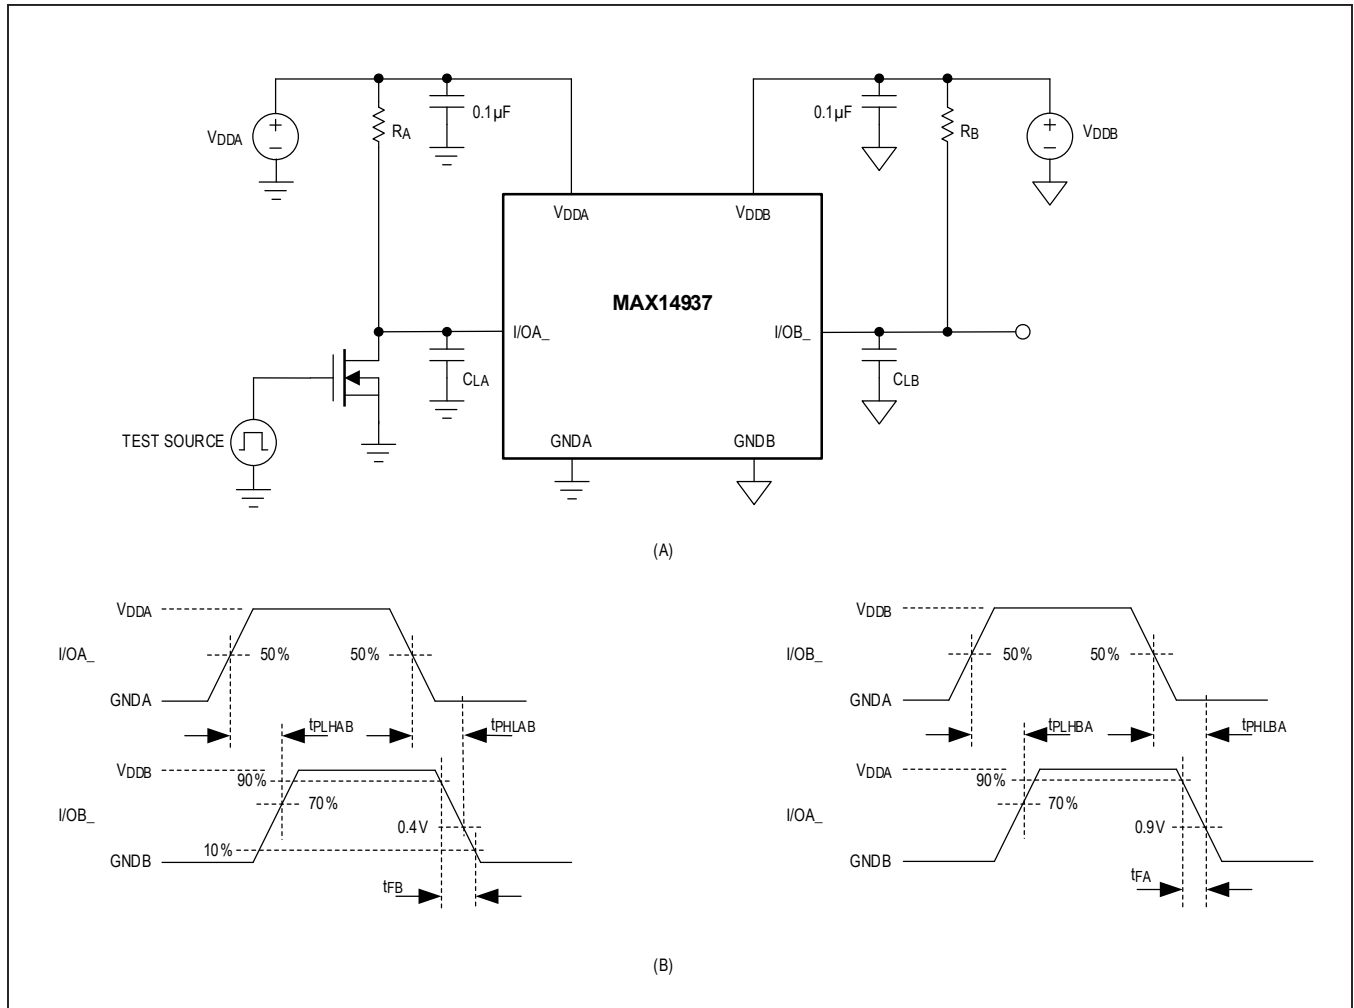 0.1µF
0.1µF
VDDA
RA
RB
VDDB
VDDA
VDDB
MAX14937
I/OA_
I/OB_
CLA
CLB
TEST SOURCE
GNDA
GNDB
(A)
VDDA
I/OA_
50%
50%
GNDA
tPLHAB
tPHLAB
VDDB
90%
70%
I/OB_
0.4V
10%
GNDB
tFB
VDDB
I/OB_
50%
50%
GNDA
tPLHBA
tPHLBA
VDDA
90%
70%
I/OA_
0.9V
GNDB
tFA
(B)